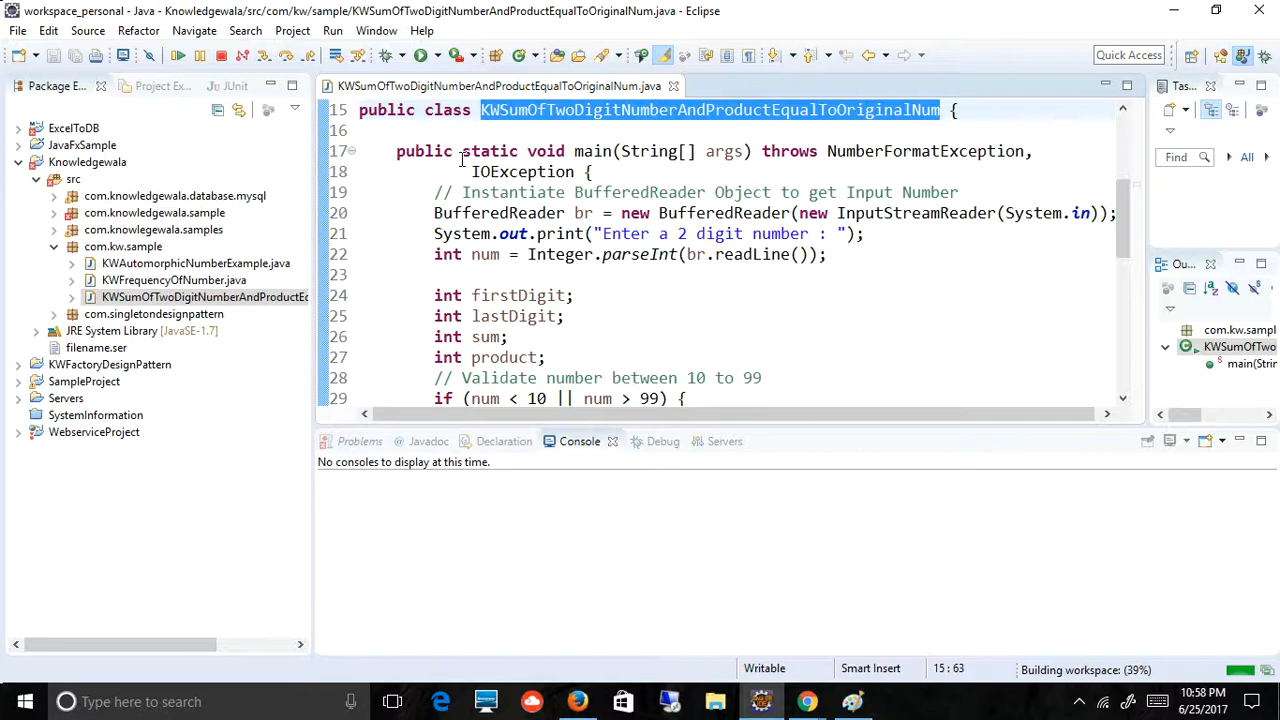 workspace_personal - Java - Knowledgewala/src/com/kw/sample/KWSumOfTwoDigitNumberAndProductEqualToOriginalNum.java - Eclipse
File Edit Source Refactor Navigate Search Project Run Window Help
Quick Access
Package E...
Project Ex...
JUnit
KWSumOfTwoDigitNumberAndProductEqualToOriginalNum.java
Tas...
ExcelToDB
JavaFxSample
Knowledgewala
src
com.knowledgewala.database.mysql
com.knowlegewala.sample
com.knowlegewala.samples
com.kw.sample
KWAutomorphicNumberExample.java
KWFrequencyOfNumber.java
KWSumOfTwoDigitNumberAndProductEc
com.singletondesignpattern
JRE System Library [JavaSE-1.7]
filename.ser
KWFactoryDesignPattern
SampleProject
Servers
SystemInformation
WebserviceProject
15 public class KWSumOfTwoDigitNumberAndProductEqualToOriginalNum {
16
17 public static void main(String[] args) throws NumberFormatException,
18 IOException {
19 // Instantiate BufferedReader Object to get Input Number
20 BufferedReader br = new BufferedReader(new InputStreamReader(System.in));
21 System.out.print("Enter a 2 digit number : ");
22 int num = Integer.parseInt(br.readLine());
23
24 int firstDigit;
25 int lastDigit;
26 int sum;
27 int product;
28 // Validate number between 10 to 99
29 if (num < 10 || num > 99) {
Find
All
Ou...
com.kw.sampl
KWSumOfTwo
main(Strin
Problems Javadoc Declaration Console Debug Servers
No consoles to display at this time.
Writable
Smart Insert
15 : 63
Building workspace: (39%)
Type here to search
10:58 PM
6/25/2017